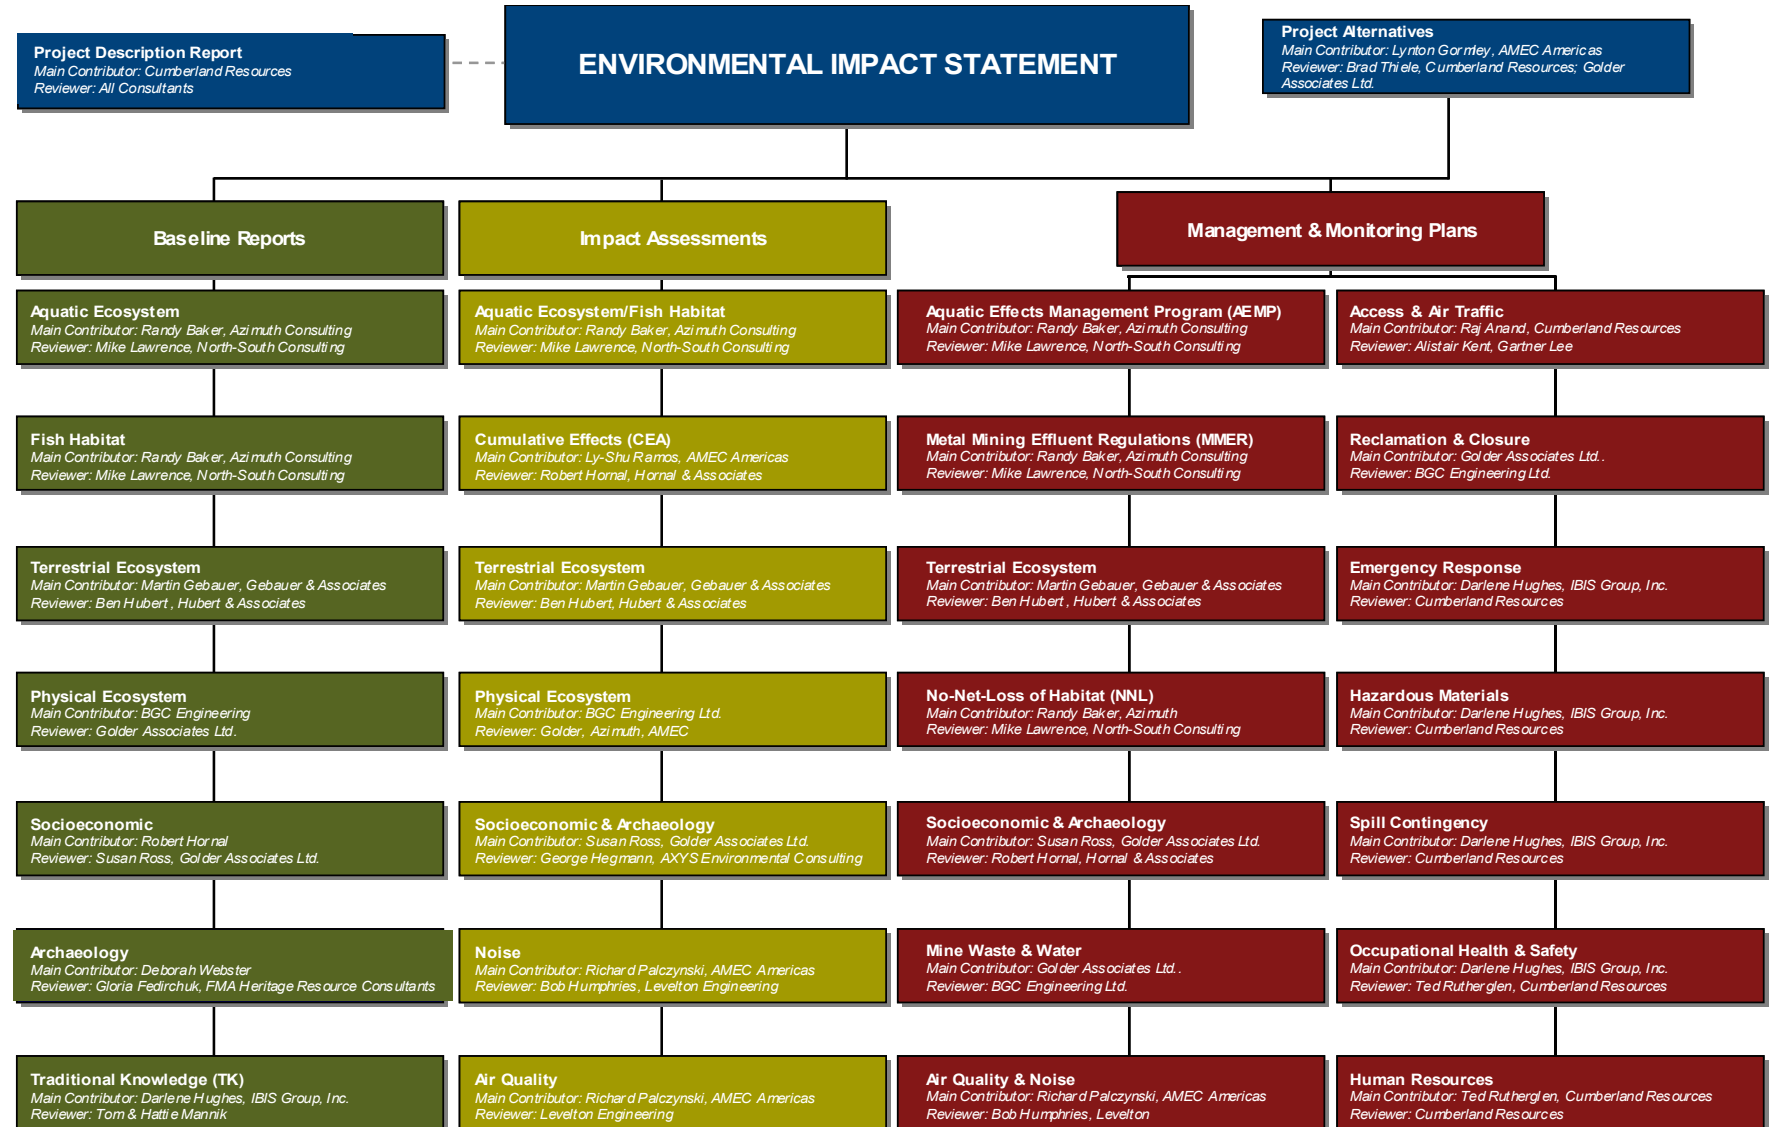 Project Description Report
Main Contributor: Cumberland Resources
Reviewer: All Consultants
ENVIRONMENTAL IMPACT STATEMENT
Project Alternatives
Main Contributor: Lynton Gormley, AMEC Americas
Reviewer: Brad Thiele, Cumberland Resources; Golder
Associates Ltd.
Baseline Reports
Impact Assessments
Management & Monitoring Plans
Aquatic Ecosystem
Main Contributor: Randy Baker, Azimuth Consulting
Reviewer: Mike Lawrence, North-South Consulting
Aquatic Ecosystem/Fish Habitat
Main Contributor: Randy Baker, Azimuth Consulting
Reviewer: Mike Lawrence, North-South Consulting
Aquatic Effects Management Program (AEMP)
Main Contributor: Randy Baker, Azimuth Consulting
Reviewer: Mike Lawrence, North-South Consulting
Access & Air Traffic
Main Contributor: Raj Anand, Cumberland Resources
Reviewer: Alistair Kent, Gartner Lee
Fish Habitat
Main Contributor: Randy Baker, Azimuth Consulting
Reviewer: Mike Lawrence, North-South Consulting
Cumulative Effects (CEA)
Main Contributor: Ly-Shu Ramos, AMEC Americas
Reviewer: Robert Hornal, Hornal & Associates
Metal Mining Effluent Regulations (MMER)
Main Contributor: Randy Baker, Azimuth Consulting
Reviewer: Mike Lawrence, North-South Consulting
Reclamation & Closure
Main Contributor: Golder Associates Ltd..
Reviewer: BGC Engineering Ltd.
Terrestrial Ecosystem
Main Contributor: Martin Gebauer, Gebauer & Associates
Reviewer: Ben Hubert , Hubert & Associates
Terrestrial Ecosystem
Main Contributor: Martin Gebauer, Gebauer & Associates
Reviewer: Ben Hubert, Hubert & Associates
Terrestrial Ecosystem
Main Contributor: Martin Gebauer, Gebauer & Associates
Reviewer: Ben Hubert , Hubert & Associates
Emergency Response
Main Contributor: Darlene Hughes, IBIS Group, Inc.
Reviewer: Cumberland Resources
Physical Ecosystem
Main Contributor: BGC Engineering
Reviewer: Golder Associates Ltd.
Physical Ecosystem
Main Contributor: BGC Engineering Ltd.
Reviewer: Golder, Azimuth, AMEC
No-Net-Loss of Habitat (NNL)
Main Contributor: Randy Baker, Azimuth
Reviewer: Mike Lawrence, North-South Consulting
Hazardous Materials
Main Contributor: Darlene Hughes, IBIS Group, Inc.
Reviewer: Cumberland Resources
Socioeconomic
Main Contributor: Robert Hornal
Reviewer: Susan Ross, Golder Associates Ltd.
Socioeconomic & Archaeology
Main Contributor: Susan Ross, Golder Associates Ltd.
Reviewer: George Hegmann, AXYS Environmental Consulting
Socioeconomic & Archaeology
Main Contributor: Susan Ross, Golder Associates Ltd.
Reviewer: Robert Hornal, Hornal & Associates
Spill Contingency
Main Contributor: Darlene Hughes, IBIS Group, Inc.
Reviewer: Cumberland Resources
Archaeology
Main Contributor: Deborah Webster
Reviewer: Gloria Fedirchuk, FMA Heritage Resource Consultants
Noise
Main Contributor: Richard Palczynski, AMEC Americas
Reviewer: Bob Humphries, Levelton Engineering
Mine Waste & Water
Main Contributor: Golder Associates Ltd..
Reviewer: BGC Engineering Ltd.
Occupational Health & Safety
Main Contributor: Darlene Hughes, IBIS Group, Inc.
Reviewer: Ted Rutherglen, Cumberland Resources
Traditional Knowledge (TK)
Main Contributor: Darlene Hughes, IBIS Group, Inc.
Reviewer: Tom & Hattie Mannik
Air Quality
Main Contributor: Richard Palczynski, AMEC Americas
Reviewer: Levelton Engineering
Air Quality & Noise
Main Contributor: Richard Palczynski, AMEC Americas
Reviewer: Bob Humphries, Levelton
Human Resources
Main Contributor: Ted Rutherglen, Cumberland Resources
Reviewer: Cumberland Resources